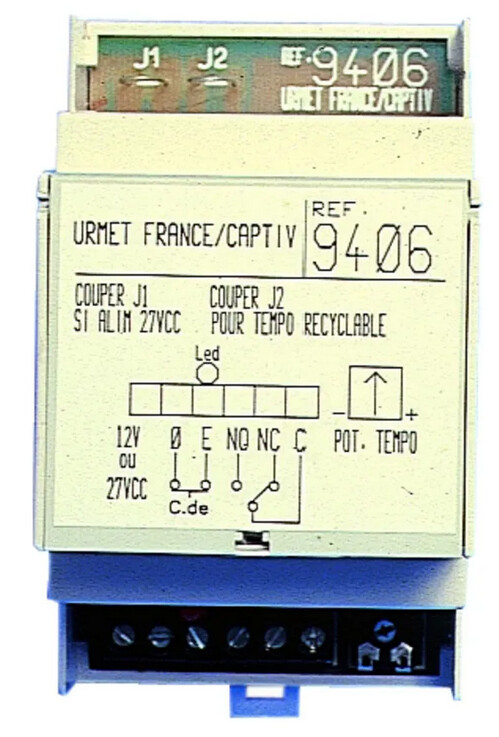 J1 J2 REF. 9406
URMET FRANCE/CAPTIV
URMET FRANCE/CAPTIV REF. 9406
COUPER J1 COUPER J2
SI ALIM 27VCC POUR TEMPO RECYCLABLE
Led
- +
12V Ø E NO NC C POT. TEMPO
ou
27VCC
C.de